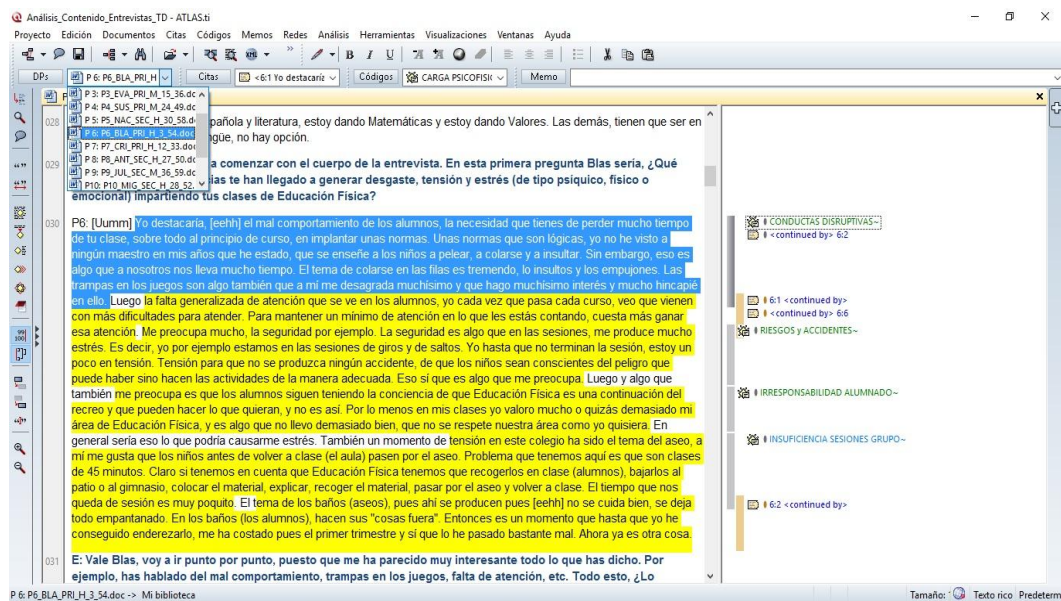 Análisis_Contenido_Entrevistas_TD - ATLAS.ti
Proyecto Edición Documentos Citas Códigos Memos Redes Análisis Herramientas Visualizaciones Ventanas Ayuda
DPs P 6: P6_BLA_PRI_H Citas <6:1 Yo destacaríε Códigos CARGA PSICOFISIC Memo
P 3: P3_EVA_PRI_M_15_36.dc
P 4: P4_SUS_PRI_M_24_49.dc
P 5: P5_NAC_SEC_H_30_58.dc
P 6: P6_BLA_PRI_H_3_54.doc
P 7: P7_CRI_PRI_H_12_33.doc
P 8: P8_ANT_SEC_H_27_50.dc
P 9: P9_JUL_SEC_M_36_59.dc
P10: P10_MIG_SEC_H_28_52.
028 pañola y literatura, estoy dando Matemáticas y estoy dando Valores. Las demás, tienen que ser en
ngüe, no hay opción.
029 a comenzar con el cuerpo de la entrevista. En esta primera pregunta Blas sería, ¿Qué
ias te han llegado a generar desgaste, tensión y estrés (de tipo psíquico, físico o
emocional) impartiendo tus clases de Educación Física?
030 P6: [Uumm] Yo destacaría, [eehh] el mal comportamiento de los alumnos, la necesidad que tienes de perder mucho tiempo
de tu clase, sobre todo al principio de curso, en implantar unas normas. Unas normas que son lógicas, yo no he visto a
ningún maestro en mis años que he estado, que se enseñe a los niños a pelear, a colarse y a insultar. Sin embargo, eso es
algo que a nosotros nos lleva mucho tiempo. El tema de colarse en las filas es tremendo, lo insultos y los empujones. Las
trampas en los juegos son algo también que a mí me desagrada muchísimo y que hago muchísimo interés y mucho hincapié
en ello. Luego la falta generalizada de atención que se ve en los alumnos, yo cada vez que pasa cada curso, veo que vienen
con más dificultades para atender. Para mantener un mínimo de atención en lo que les estás contando, cuesta más ganar
esa atención. Me preocupa mucho, la seguridad por ejemplo. La seguridad es algo que en las sesiones, me produce mucho
estrés. Es decir, yo por ejemplo estamos en las sesiones de giros y de saltos. Yo hasta que no terminan la sesión, estoy un
poco en tensión. Tensión para que no se produzca ningún accidente, de que los niños sean conscientes del peligro que
puede haber sino hacen las actividades de la manera adecuada. Eso sí que es algo que me preocupa. Luego y algo que
también me preocupa es que los alumnos siguen teniendo la conciencia de que Educación Física es una continuación del
recreo y que pueden hacer lo que quieran, y no es así. Por lo menos en mis clases yo valoro mucho o quizás demasiado mi
área de Educación Física, y es algo que no llevo demasiado bien, que no se respete nuestra área como yo quisiera. En
general sería eso lo que podría causarme estrés. También un momento de tensión en este colegio ha sido el tema del aseo, a
mí me gusta que los niños antes de volver a clase (el aula) pasen por el aseo. Problema que tenemos aquí es que son clases
de 45 minutos. Claro si tenemos en cuenta que Educación Física tenemos que recogerlos en clase (alumnos), bajarlos al
patio o al gimnasio, colocar el material, explicar, recoger el material, pasar por el aseo y volver a clase. El tiempo que nos
queda de sesión es muy poquito. El tema de los baños (aseos), pues ahí se producen pues [eehh] no se cuida bien, se deja
todo empantanado. En los baños (los alumnos), hacen sus "cosas fuera". Entonces es un momento que hasta que yo he
conseguido enderezarlo, me ha costado pues el primer trimestre y sí que lo he pasado bastante mal. Ahora ya es otra cosa.
031 E: Vale Blas, voy a ir punto por punto, puesto que me ha parecido muy interesante todo lo que has dicho. Por
ejemplo, has hablado del mal comportamiento, trampas en los juegos, falta de atención, etc. Todo esto, ¿Lo
CONDUCTAS DISRUPTIVAS~
<continued by> 6:2
6:1 <continued by>
<continued by> 6:6
RIESGOS y ACCIDENTES~
IRRESPONSABILIDAD ALUMNADO~
INSUFICIENCIA SESIONES GRUPO~
6:2 <continued by>
P 6: P6_BLA_PRI_H_3_54.doc -> Mi biblioteca
Tamaño: Texto rico Predeterm